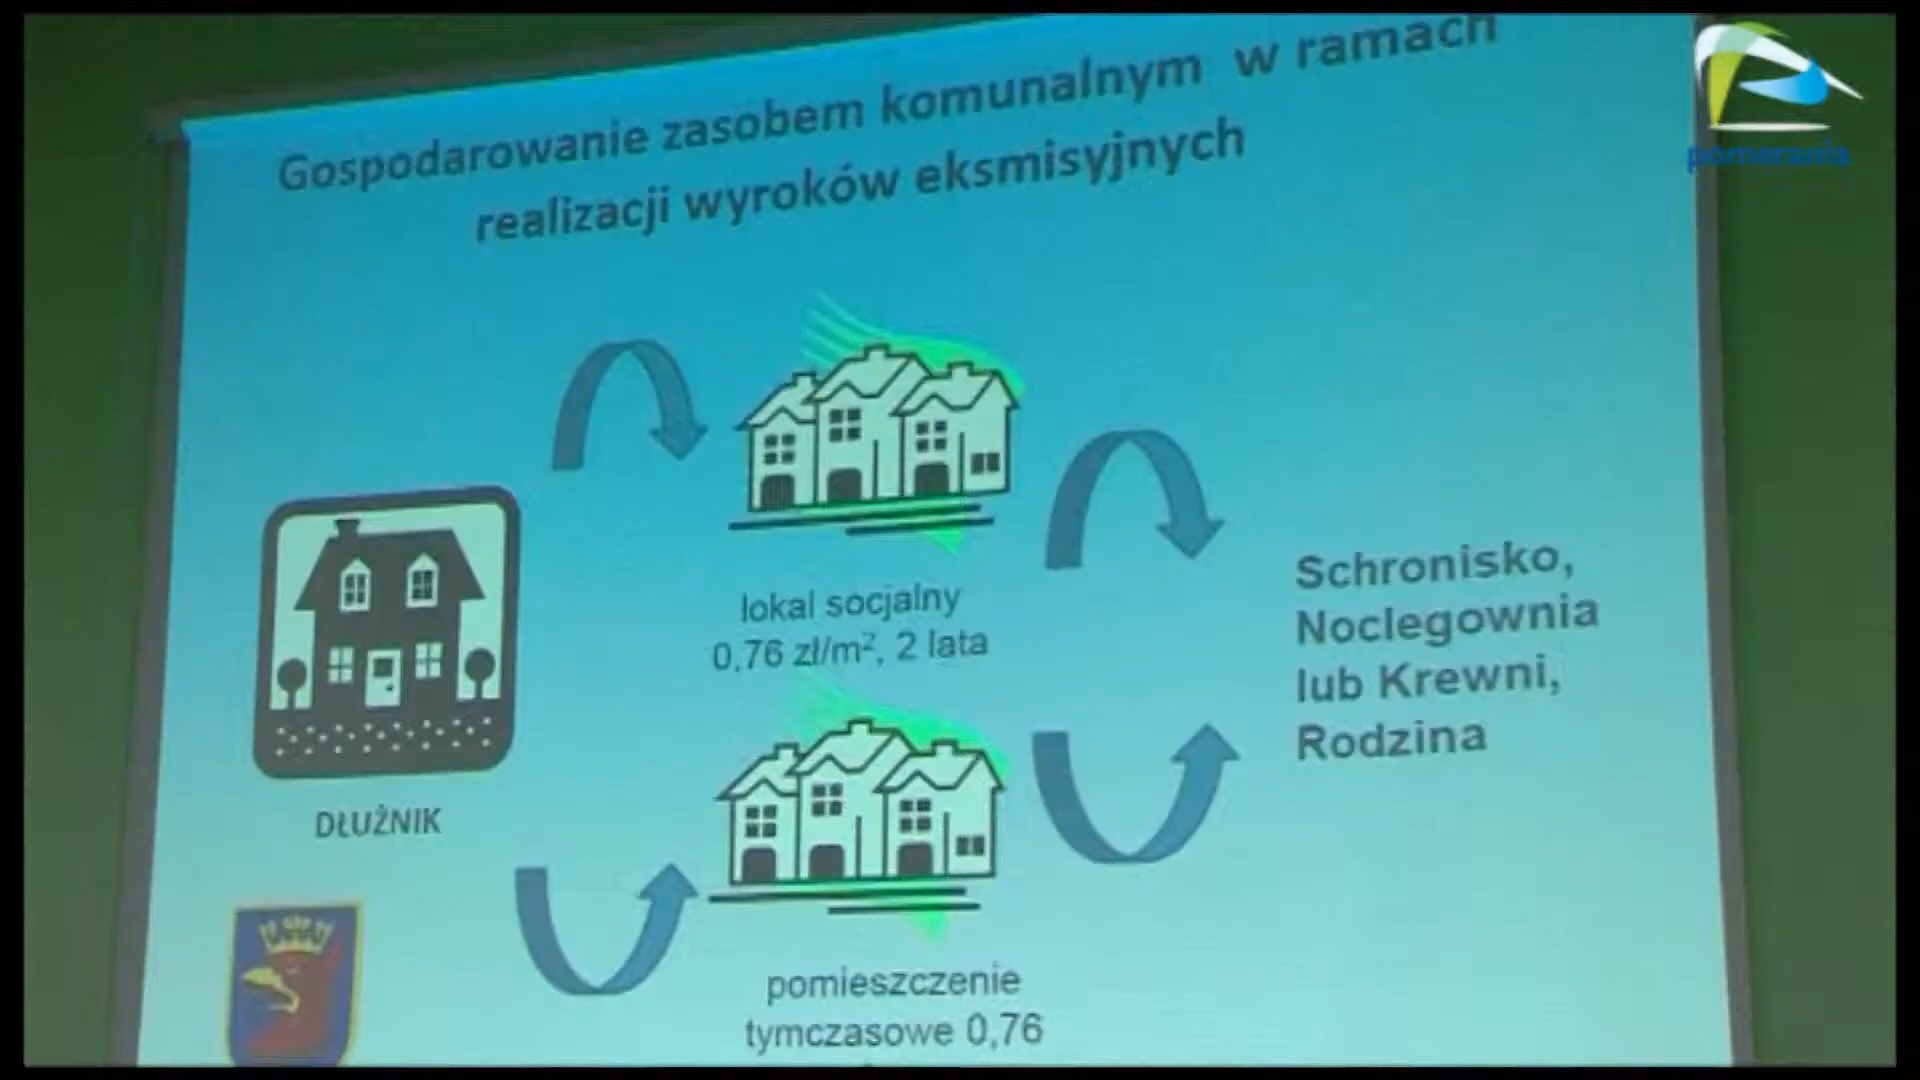 Gospodarowanie zasobem komunalnym w ramach
realizacji wyroków eksmisyjnych
pomerania
lokal socjalny
0,76 zł/m², 2 lata
Schronisko,
Noclegownia
lub Krewni,
Rodzina
DŁUŻNIK
pomieszczenie
tymczasowe 0,76